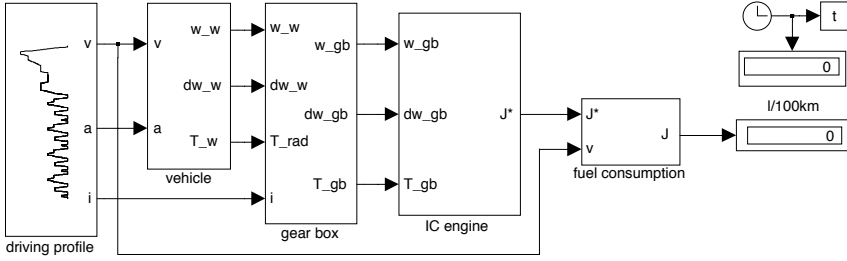 v
a
i
driving profile
v
a
w_w
dw_w
T_w
vehicle
w_w
dw_w
T_rad
i
w_gb
dw_gb
T_gb
gear box
w_gb
dw_gb
T_gb
J*
IC engine
J*
v
J
fuel consumption
t
0
l/100km
0